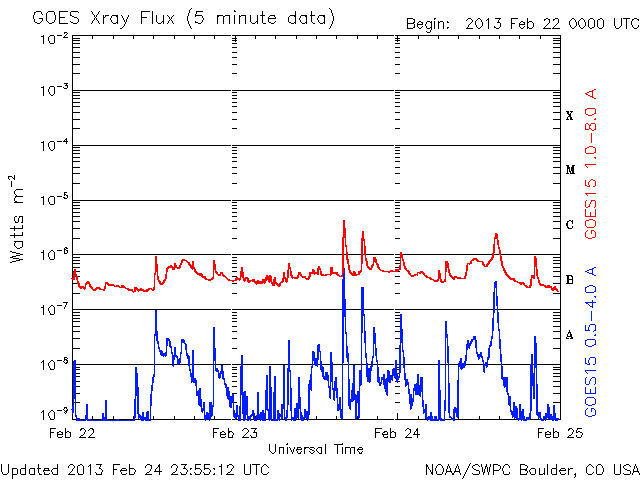 GOES Xray Flux (5 minute data)
Begin: 2013 Feb 22 0000 UTC
10⁻²
10⁻³
10⁻⁴
10⁻⁵
10⁻⁶
10⁻⁷
10⁻⁸
10⁻⁹
Watts m⁻²
X
M
C
B
A
GOES15 1.0-8.0 A
GOES15 0.5-4.0 A
Feb 22
Feb 23
Feb 24
Feb 25
Universal Time
Updated 2013 Feb 24 23:55:12 UTC
NOAA/SWPC Boulder, CO USA